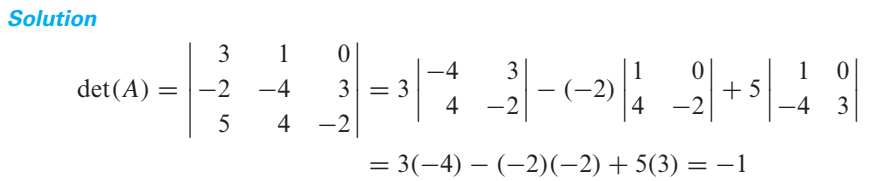 Solution
det(A) = | 3 1 0 | = 3 | −4 3 | − (−2) | 1 0 | + 5 | 1 0 |
| −2 −4 3 | | 4 −2 | | 4 −2 | | −4 3 |
| 5 4 −2 |
= 3(−4) − (−2)(−2) + 5(3) = −1